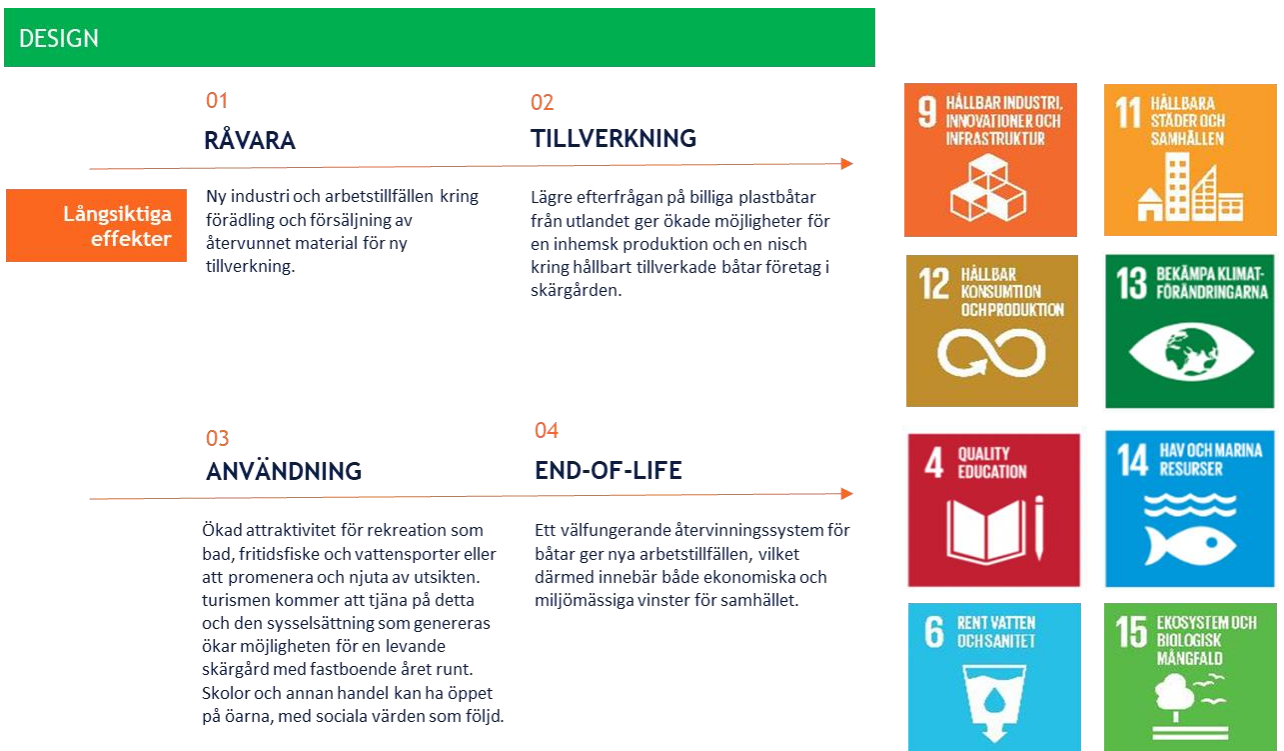 DESIGN
01
RÅVARA
02
TILLVERKNING
Långsiktiga
effekter
Ny industri och arbetstillfällen kring
förädling och försäljning av
återvunnet material för ny
tillverkning.
Lägre efterfrågan på billiga plastbåtar
från utlandet ger ökade möjligheter för
en inhemsk produktion och en nisch
kring hållbart tillverkade båtar företag i
skärgården.
03
ANVÄNDNING
04
END-OF-LIFE
Ökad attraktivitet för rekreation som
bad, fritidsfiske och vattensporter eller
att promenera och njuta av utsikten.
turismen kommer att tjäna på detta
och den sysselsättning som genereras
ökar möjligheten för en levande
skärgård med fastboende året runt.
Skolor och annan handel kan ha öppet
på öarna, med sociala värden som följd.
Ett välfungerande återvinningssystem för
båtar ger nya arbetstillfällen, vilket
därmed innebär både ekonomiska och
miljömässiga vinster för samhället.
9 HÅLLBAR INDUSTRI,
INNOVATIONER OCH
INFRASTRUKTUR
11 HÅLLBARA
STÄDER OCH
SAMHÄLLEN
12 HÅLLBAR
KONSUMTION
OCH PRODUKTION
13 BEKÄMPA KLIMAT-
FÖRÄNDRINGARNA
4 QUALITY
EDUCATION
14 HAV OCH MARINA
RESURSER
6 RENT VATTEN
OCH SANITET
15 EKOSYSTEM OCH
BIOLOGISK
MÅNGFALD